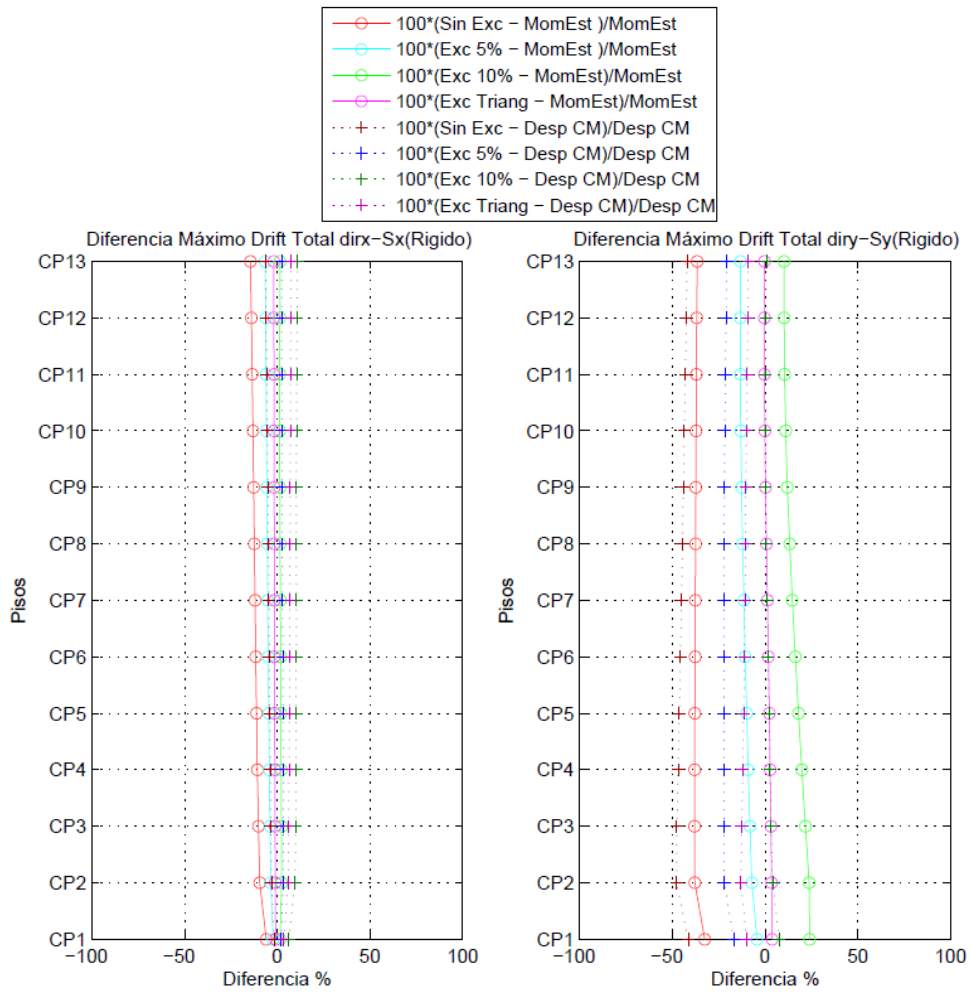 100*(Sin Exc − MomEst )/MomEst
100*(Exc 5% − MomEst )/MomEst
100*(Exc 10% − MomEst)/MomEst
100*(Exc Triang − MomEst)/MomEst
100*(Sin Exc − Desp CM)/Desp CM
100*(Exc 5% − Desp CM)/Desp CM
100*(Exc 10% − Desp CM)/Desp CM
100*(Exc Triang − Desp CM)/Desp CM
Diferencia Máximo Drift Total dirx−Sx(Rigido)
CP13
CP12
CP11
CP10
CP9
CP8
CP7
CP6
CP5
CP4
CP3
CP2
CP1
Pisos
−100 −50 0 50 100
Diferencia %
Diferencia Máximo Drift Total diry−Sy(Rigido)
CP13
CP12
CP11
CP10
CP9
CP8
CP7
CP6
CP5
CP4
CP3
CP2
CP1
Pisos
−100 −50 0 50 100
Diferencia %